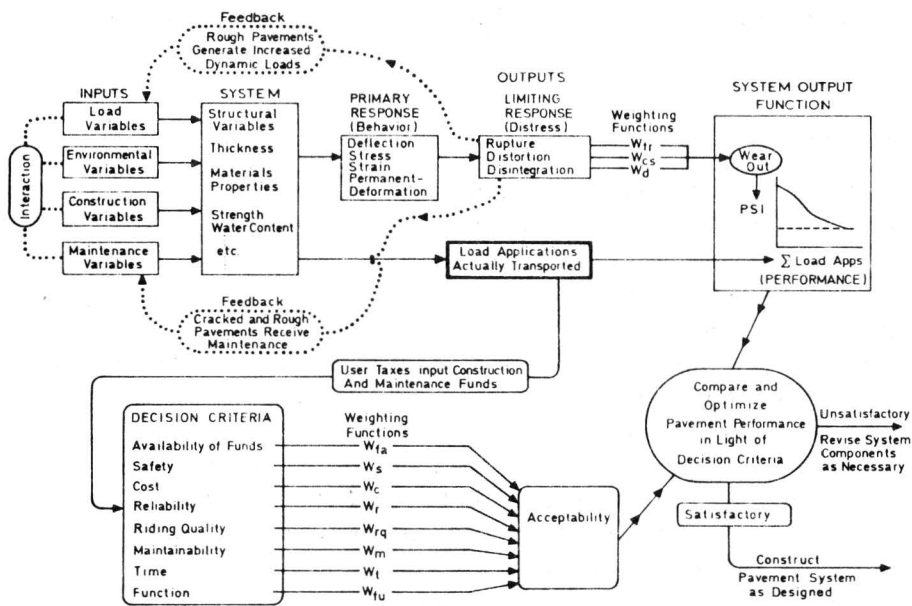 Feedback
Rough Pavements
Generate Increased
Dynamic Loads
INPUTS
Load
Variables
Environmental
Variables
Construction
Variables
Maintenance
Variables
Interaction
SYSTEM
Structural
Variables
Thickness
Materials
Properties
Strength
Water Content
etc.
PRIMARY
RESPONSE
(Behavior)
Deflection
Stress
Strain
Permanent-
Deformation
OUTPUTS
LIMITING
RESPONSE
(Distress)
Rupture
Distortion
Disintegration
Weighting
Functions
Wfr
Wcs
Wd
SYSTEM OUTPUT
FUNCTION
Wear
Out
PSI
∑ Load Apps
(PERFORMANCE)
Load Applications
Actually Transported
Feedback
Cracked and Rough
Pavements Receive
Maintenance
User Taxes Input Construction
And Maintenance Funds
DECISION CRITERIA
Availability of Funds
Safety
Cost
Reliability
Riding Quality
Maintainability
Time
Function
Weighting
Functions
Wfa
Ws
Wc
Wr
Wrq
Wm
Wt
Wfu
Acceptability
Compare and
Optimize
Pavement Performance
in Light of
Decision Criteria
Unsatisfactory
Revise System
Components
as Necessary
Satisfactory
Construct
Pavement System
as Designed